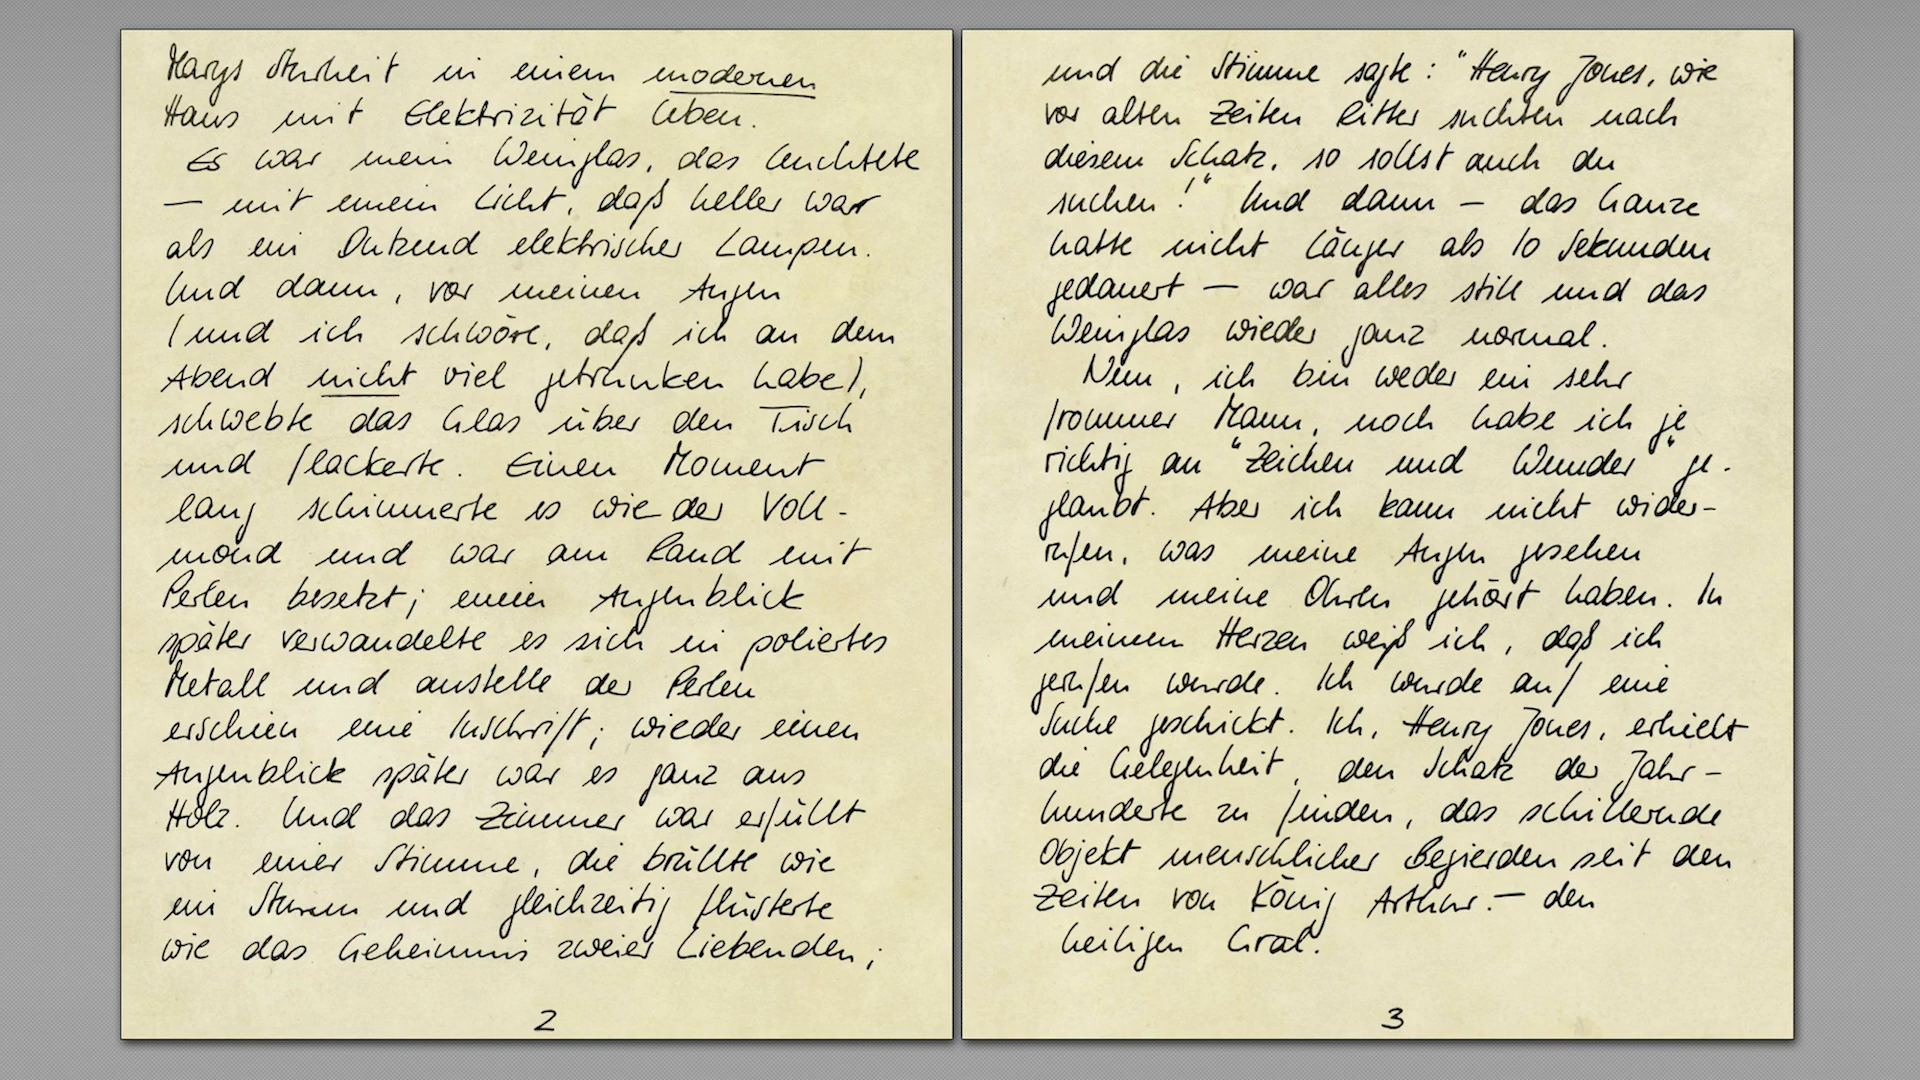 Marys Sturheit in einem modernen
Haus mit Elektrizität leben.
Es war mein Weinglas, das leuchtete
— mit einem Licht, daß heller war
als ein Dutzend elektrischer Lampen.
Und dann, vor meinen Augen
(und ich schwöre, daß ich an dem
Abend nicht viel getrunken habe),
schwebte das Glas über den Tisch
und flackerte. Einen Moment
lang schimmerte es wie der Voll-
mond und war am Rand mit
Perlen besetzt; einen Augenblick
später verwandelte es sich in poliertes
Metall und anstelle der Perlen
erschien eine Inschrift; wieder einen
Augenblick später war es ganz aus
Holz. Und das Zimmer war erfüllt
von einer Stimme, die brüllte wie
ein Sturm und gleichzeitig flüsterte
wie das Geheimnis zweier Liebenden;
2
und die Stimme sagte: "Henry Jones, wie
vor alten Zeiten Ritter suchten nach
diesem Schatz, so sollst auch du
suchen!" Und dann — das Ganze
hatte nicht länger als 10 Sekunden
gedauert — war alles still und das
Weinglas wieder ganz normal.
Nun, ich bin weder ein sehr
frommer Mann, noch habe ich je
richtig an "Zeichen und Wunder" ge-
glaubt. Aber ich kann nicht wider-
rufen, was meine Augen gesehen
und meine Ohren gehört haben. In
meinem Herzen weiß ich, daß ich
gerufen wurde. Ich wurde auf eine
Suche geschickt. Ich, Henry Jones, erhielt
die Gelegenheit, den Schatz der Jahr-
hunderte zu finden, das schillernde
Objekt menschlicher Begierden seit den
Zeiten von König Arthur. — den
heiligen Gral.
3